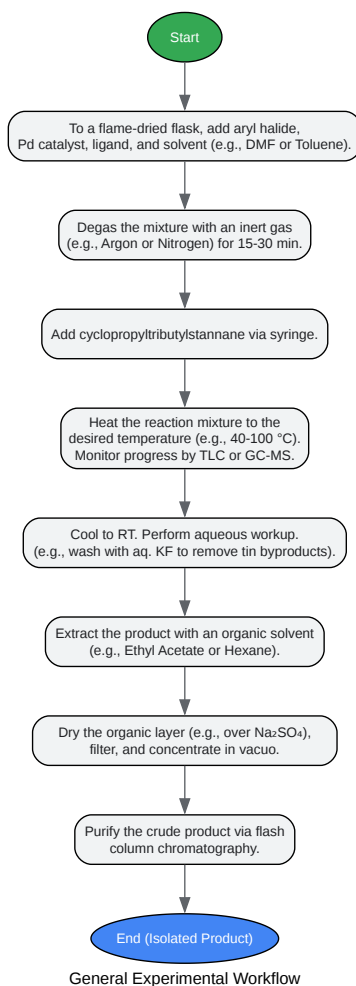 Start
To a flame-dried flask, add aryl halide,
Pd catalyst, ligand, and solvent (e.g., DMF or Toluene).
Degas the mixture with an inert gas
(e.g., Argon or Nitrogen) for 15-30 min.
Add cyclopropyltributylstannane via syringe.
Heat the reaction mixture to the
desired temperature (e.g., 40-100 °C).
Monitor progress by TLC or GC-MS.
Cool to RT. Perform aqueous workup.
(e.g., wash with aq. KF to remove tin byproducts).
Extract the product with an organic solvent
(e.g., Ethyl Acetate or Hexane).
Dry the organic layer (e.g., over Na₂SO₄),
filter, and concentrate in vacuo.
Purify the crude product via flash
column chromatography.
End (Isolated Product)
General Experimental Workflow